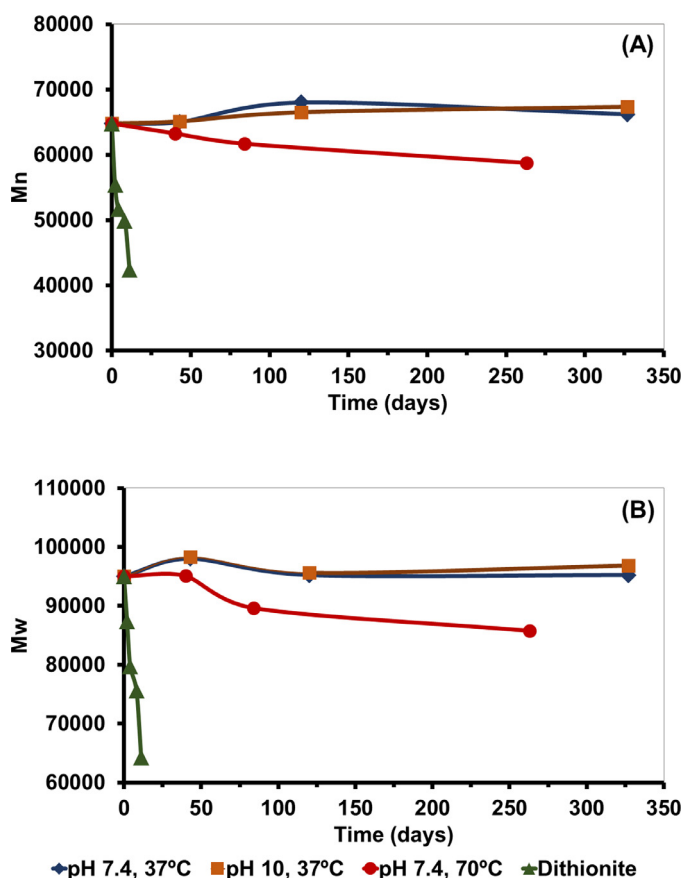 80000
(A)
70000
60000
Mn
50000
40000
30000
0 50 100 150 200 250 300 350
Time (days)
110000
(B)
100000
90000
Mw
80000
70000
60000
0 50 100 150 200 250 300 350
Time (days)
pH 7.4, 37ºC pH 10, 37ºC pH 7.4, 70ºC Dithionite